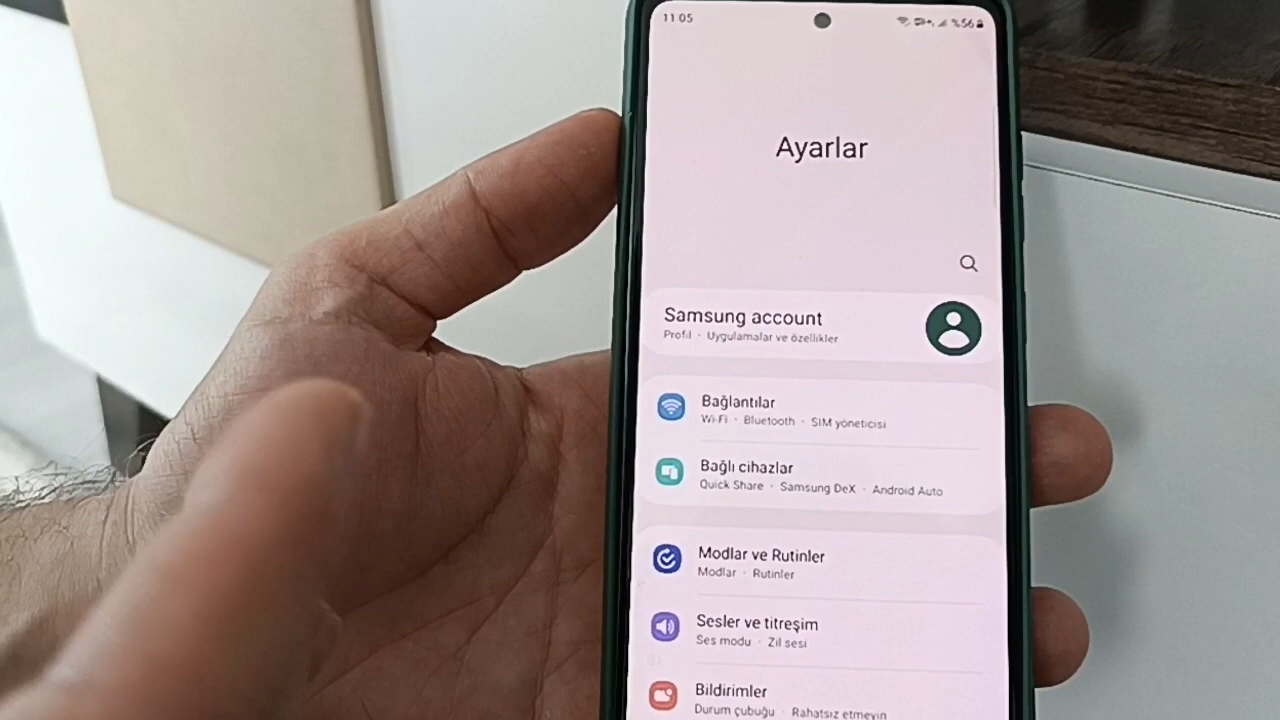 11:05
%56
Ayarlar
Samsung account
Profil · Uygulamalar ve özellikler
Bağlantılar
Wi-Fi · Bluetooth · SIM yöneticisi
Bağlı cihazlar
Quick Share · Samsung DeX · Android Auto
Modlar ve Rutinler
Modlar · Rutinler
Sesler ve titreşim
Ses modu · Zil sesi
Bildirimler
Durum çubuğu · Rahatsız etmeyin